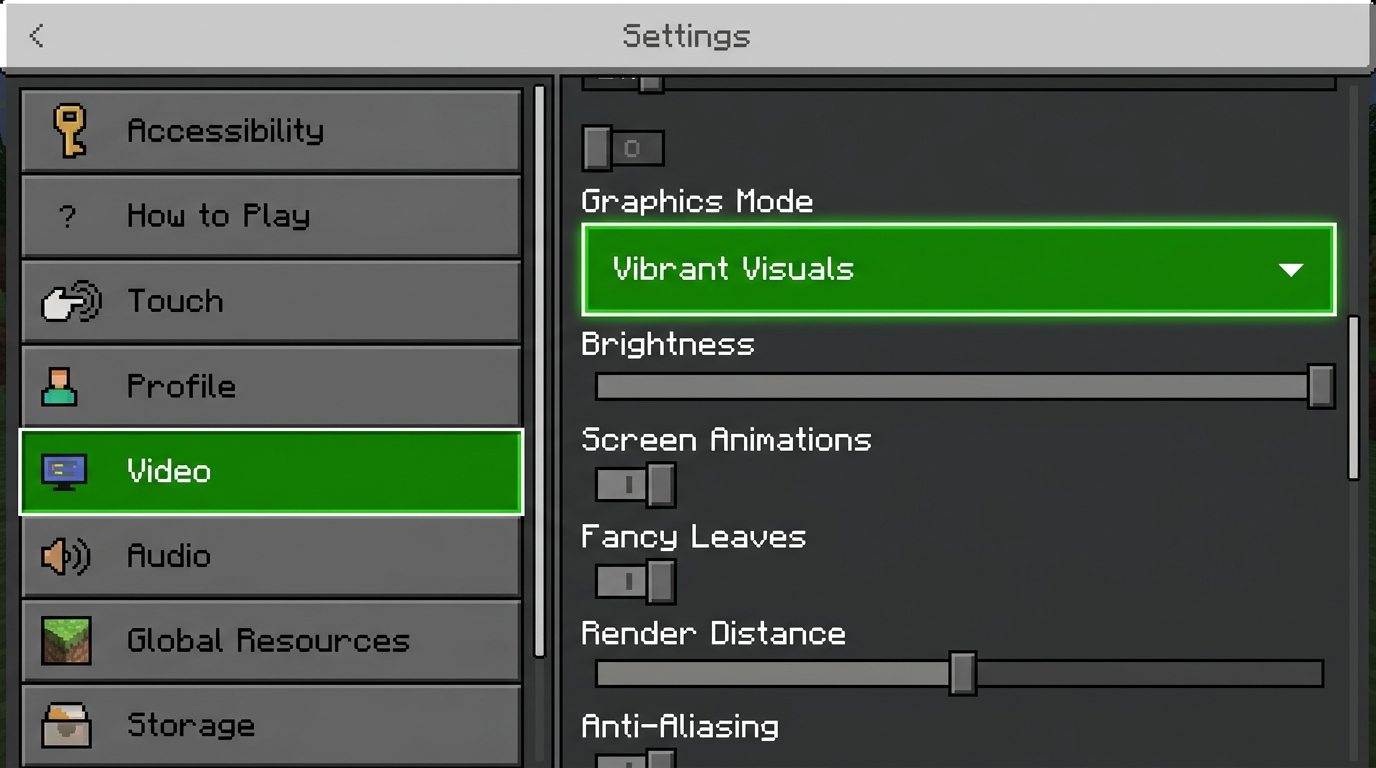 Settings
Accessibility
How to Play
Touch
Profile
Video
Audio
Global Resources
Storage
Graphics Mode
Vibrant Visuals
Brightness
Screen Animations
Fancy Leaves
Render Distance
Anti-Aliasing